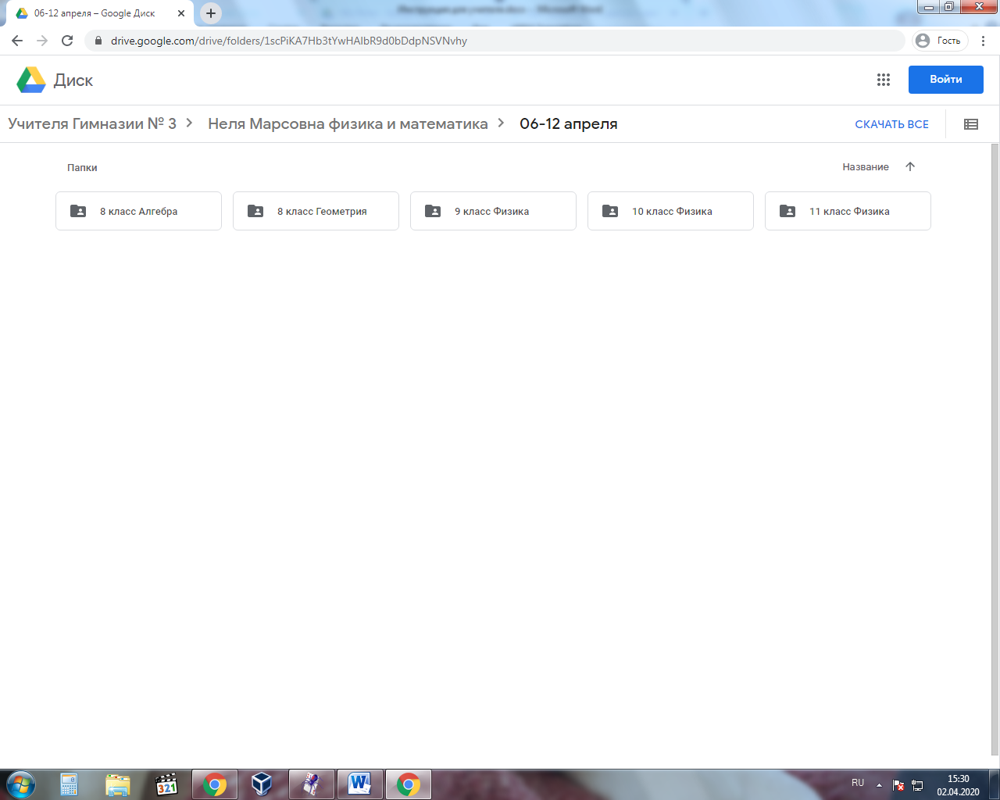 06-12 апреля – Google Диск
drive.google.com/drive/folders/1scPiKA7Hb3tYwHAIbR9d0bDdpNSVNvhy
Гость
Диск
Войти
Учителя Гимназии № 3 > Неля Марсовна физика и математика > 06-12 апреля
СКАЧАТЬ ВСЕ
Папки
Название
8 класс Алгебра
8 класс Геометрия
9 класс Физика
10 класс Физика
11 класс Физика
321
RU
15:30
02.04.2020